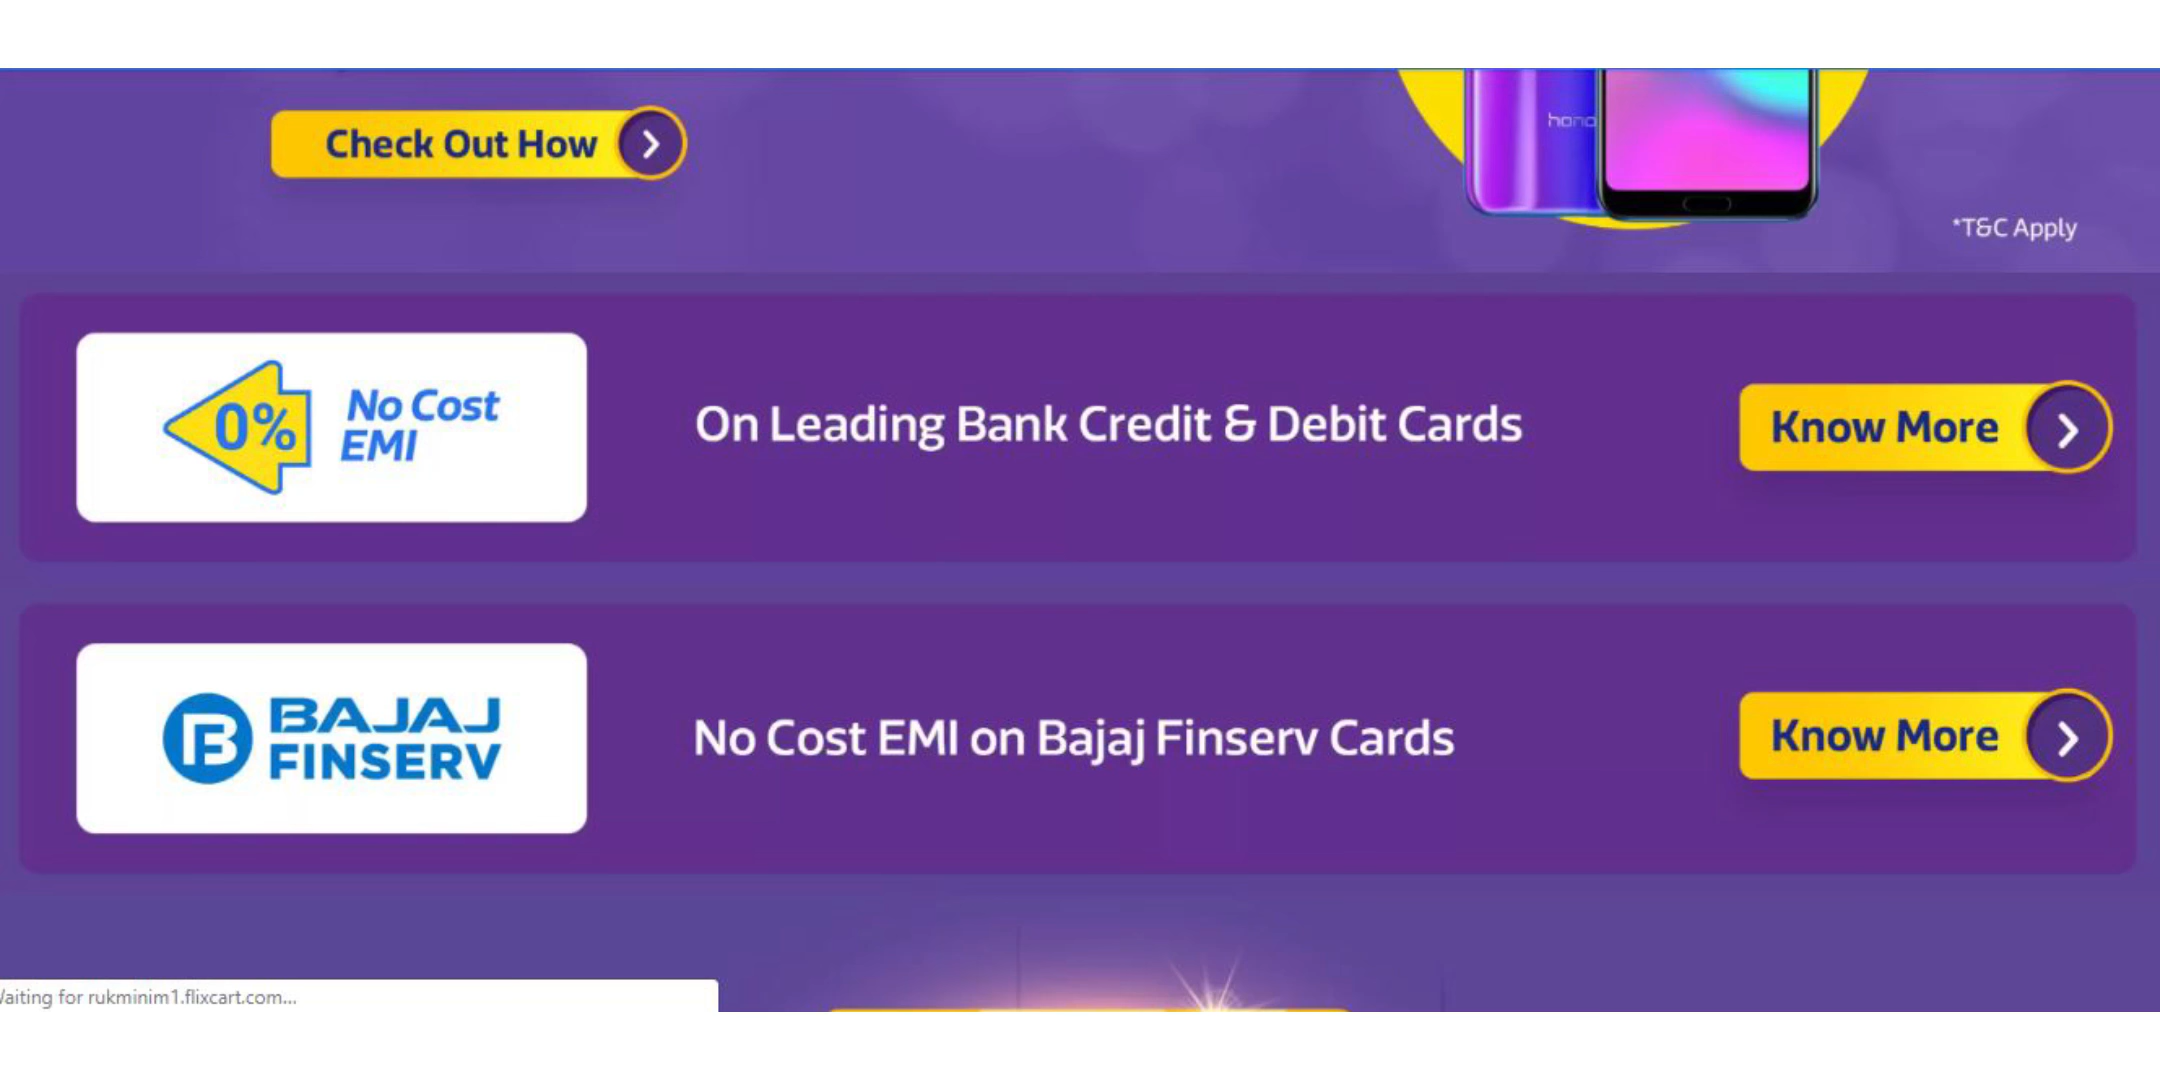 Check Out How
hono
*T&C Apply
0%
No Cost
EMI
On Leading Bank Credit & Debit Cards
Know More
BAJAJ
FINSERV
No Cost EMI on Bajaj Finserv Cards
Know More
aiting for rukminim1.flixcart.com...